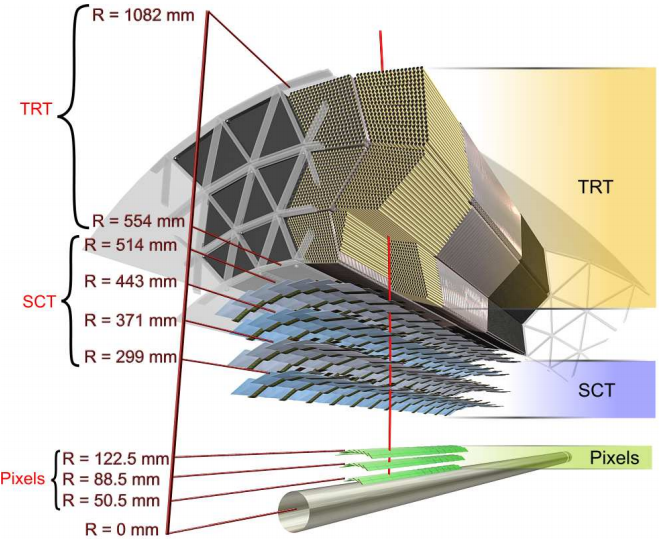 R = 1082 mm
TRT
R = 554 mm
R = 514 mm
R = 443 mm
SCT
R = 371 mm
R = 299 mm
R = 122.5 mm
Pixels
R = 88.5 mm
R = 50.5 mm
R = 0 mm
TRT
SCT
Pixels